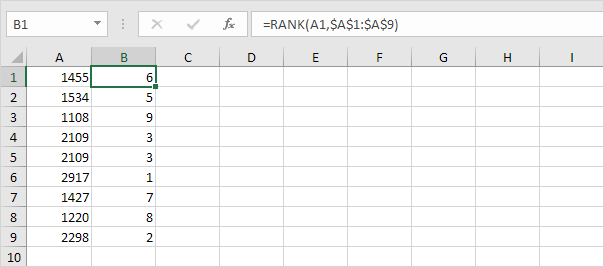 B1 fx =RANK(A1,$A$1:$A$9)
A B C D E F G H I
1 1455 6
2 1534 5
3 1108 9
4 2109 3
5 2109 3
6 2917 1
7 1427 7
8 1220 8
9 2298 2
10